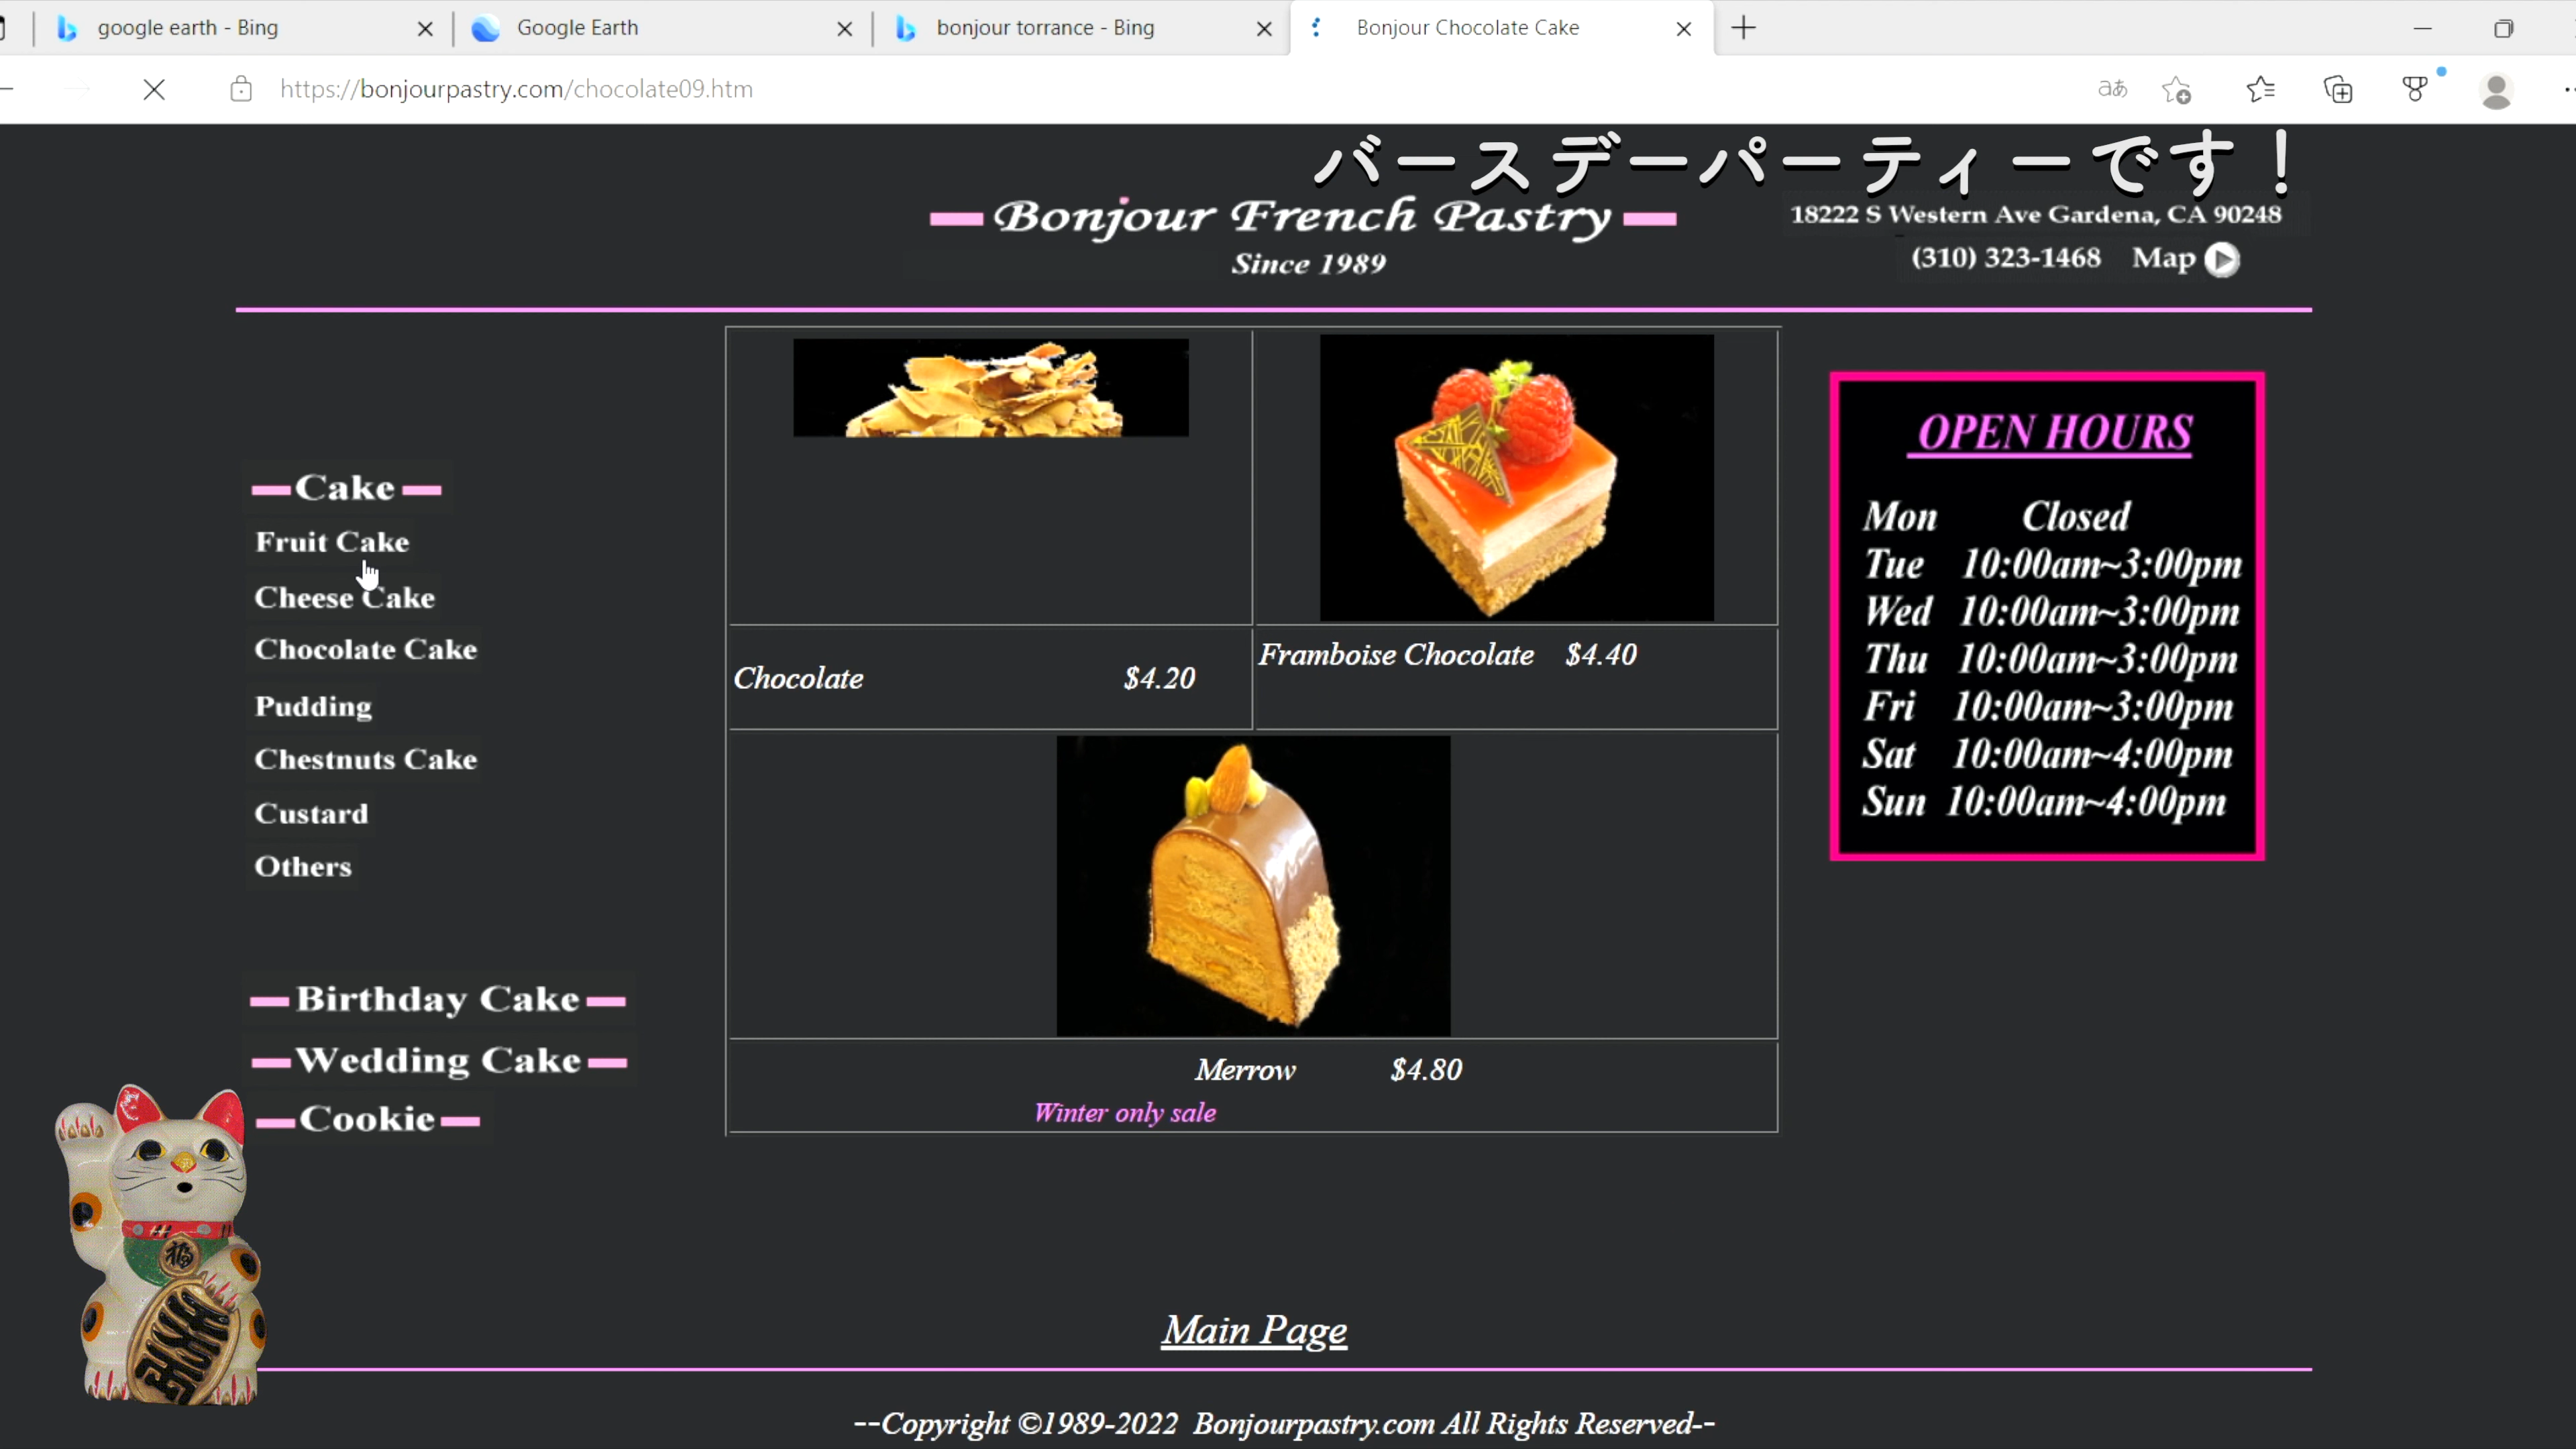 google earth - Bing
Google Earth
bonjour torrance - Bing
Bonjour Chocolate Cake
https://bonjourpastry.com/chocolate09.htm
aあ
バースデーパーティーです！
Bonjour French Pastry
Since 1989
18222 S Western Ave Gardena, CA 90248
(310) 323-1468 Map
Cake
Fruit Cake
Cheese Cake
Chocolate Cake
Pudding
Chestnuts Cake
Custard
Others
Birthday Cake
Wedding Cake
Cookie
Chocolate $4.20
Framboise Chocolate $4.40
Merrow $4.80
Winter only sale
OPEN HOURS
Mon Closed
Tue 10:00am~3:00pm
Wed 10:00am~3:00pm
Thu 10:00am~3:00pm
Fri 10:00am~3:00pm
Sat 10:00am~4:00pm
Sun 10:00am~4:00pm
福
Main Page
--Copyright ©1989-2022 Bonjourpastry.com All Rights Reserved--